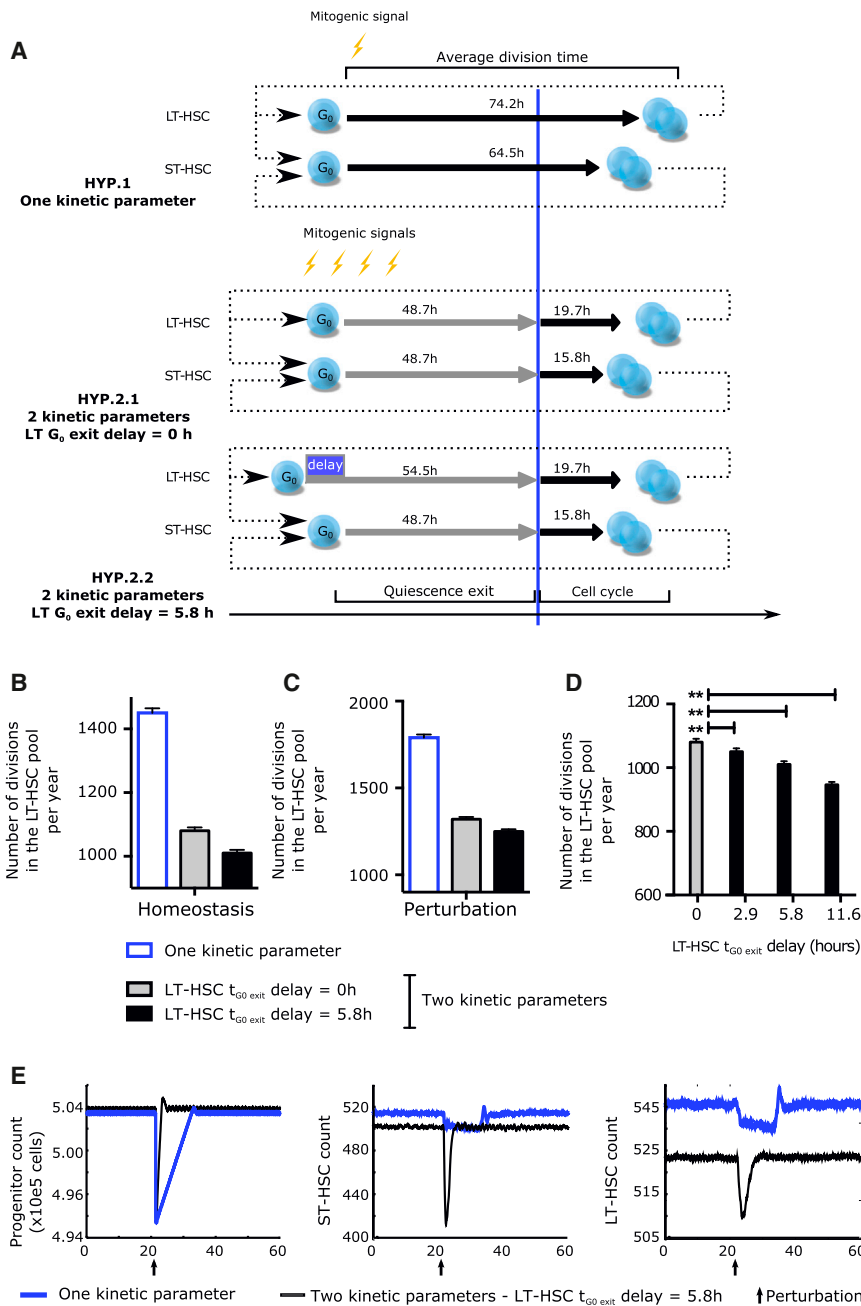 Mitogenic signal
A
Average division time
LT-HSC
G₀
74.2h
ST-HSC
G₀
64.5h
HYP.1
One kinetic parameter
Mitogenic signals
LT-HSC
G₀
48.7h
19.7h
ST-HSC
G₀
48.7h
15.8h
HYP.2.1
2 kinetic parameters
LT G₀ exit delay = 0 h
LT-HSC
G₀
delay
54.5h
19.7h
ST-HSC
G₀
48.7h
15.8h
HYP.2.2
2 kinetic parameters
LT G₀ exit delay = 5.8 h
Quiescence exit
Cell cycle
B
Number of divisions
in the LT-HSC pool
per year
1400
1200
1000
Homeostasis
C
Number of divisions
in the LT-HSC pool
per year
2000
1500
1000
Perturbation
D
Number of divisions
in the LT-HSC pool
per year
1200
1000
800
600
**
**
**
0 2.9 5.8 11.6
LT-HSC tG0 exit delay (hours)
One kinetic parameter
LT-HSC tG0 exit delay = 0h
LT-HSC tG0 exit delay = 5.8h
Two kinetic parameters
E
Progenitor count
(x10e5 cells)
5.04
5.00
4.96
4.94
0 20 40 60
ST-HSC count
520
480
440
400
0 20 40 60
LT-HSC count
545
525
515
505
0 20 40 60
One kinetic parameter
Two kinetic parameters - LT-HSC tG0 exit delay = 5.8h
Perturbation